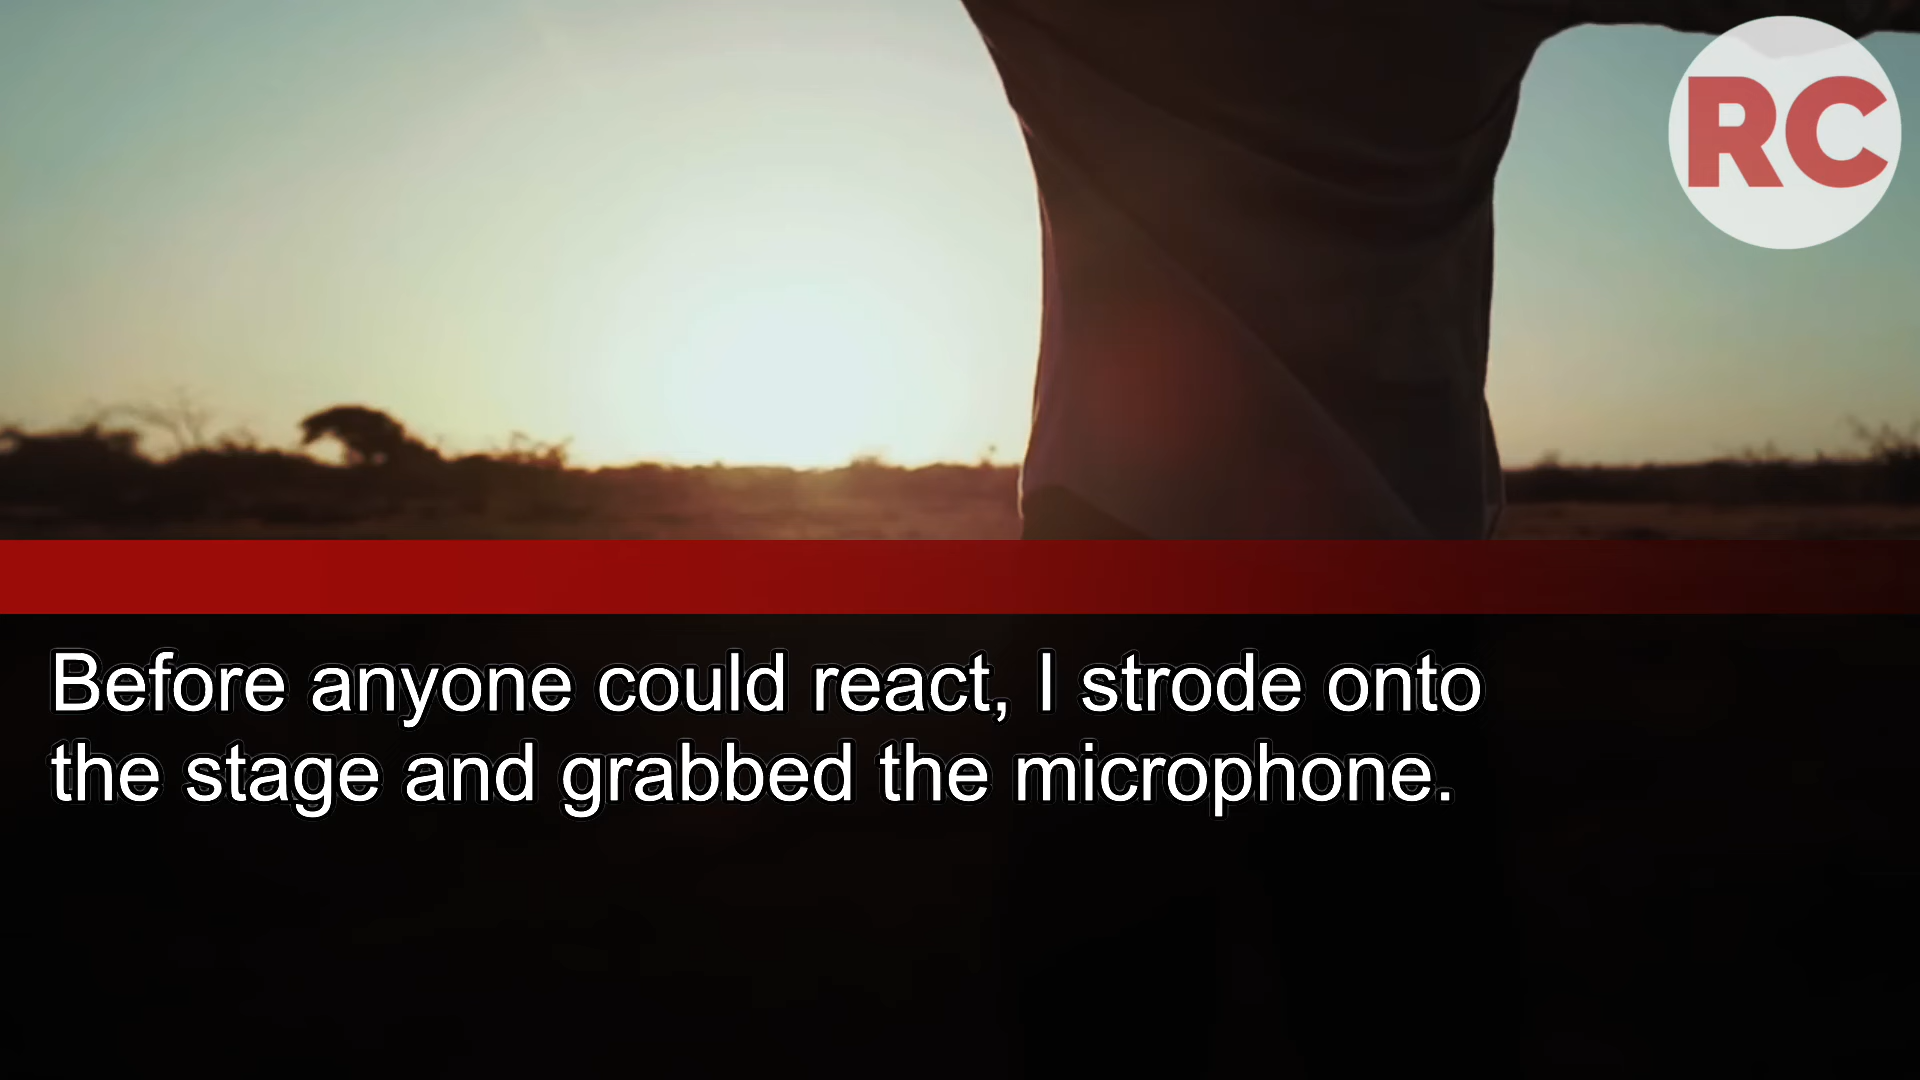 RC
Before anyone could react, I strode onto
the stage and grabbed the microphone.